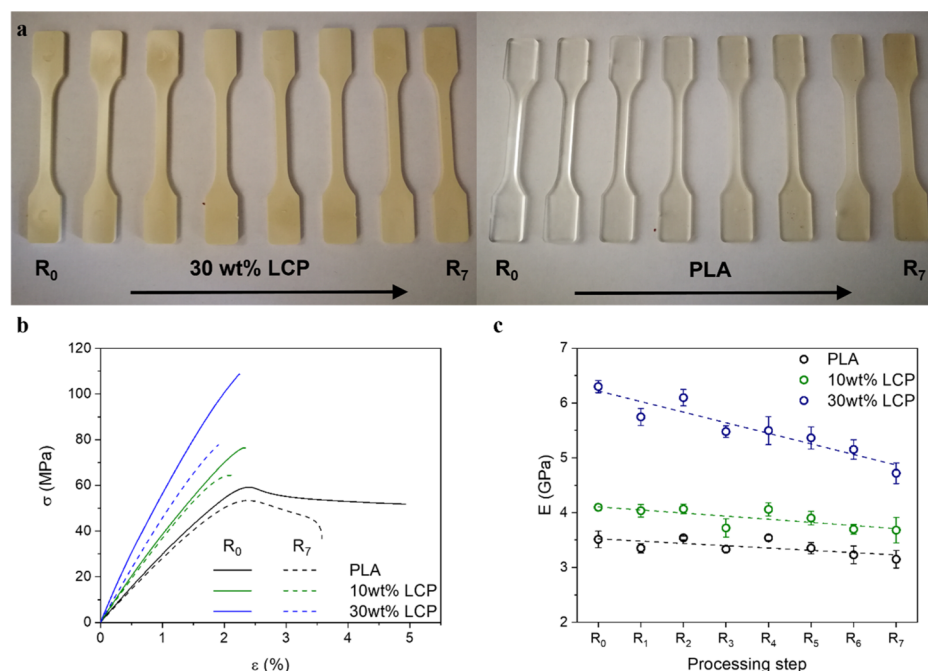 a
R₀ 30 wt% LCP R₇
R₀ PLA R₇
b
120
100
80
60
40
20
0
σ (MPa)
0 1 2 3 4 5
ε (%)
R₀ R₇
PLA
10wt% LCP
30wt% LCP
c
7
6
5
4
3
2
E (GPa)
PLA
10wt% LCP
30wt% LCP
R₀ R₁ R₂ R₃ R₄ R₅ R₆ R₇
Processing step